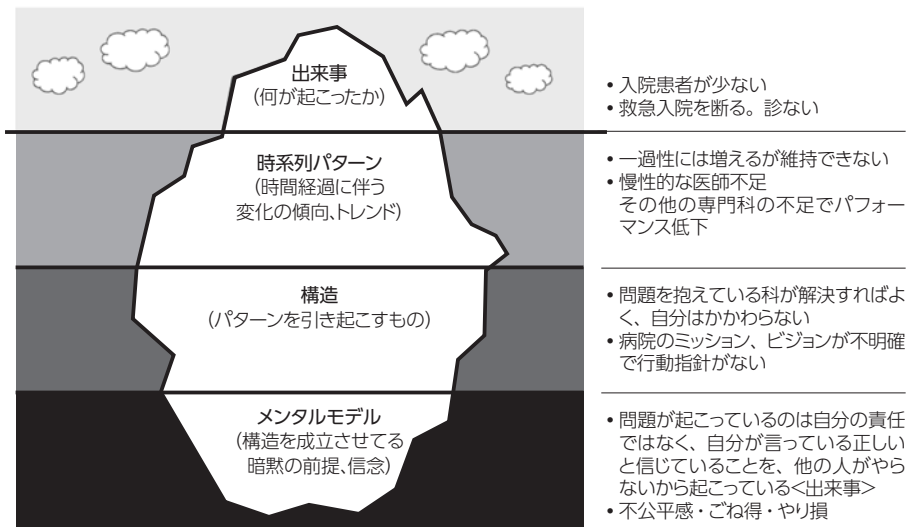 出来事
(何が起こったか)
• 入院患者が少ない
• 救急入院を断る。診ない
時系列パターン
(時間経過に伴う
変化の傾向、トレンド)
• 一過性には増えるが維持できない
• 慢性的な医師不足
その他の専門科の不足でパフォー
マンス低下
構造
(パターンを引き起こすもの)
• 問題を抱えている科が解決すればよ
く、自分はかかわらない
• 病院のミッション、ビジョンが不明確
で行動指針がない
メンタルモデル
(構造を成立させてる
暗黙の前提、信念)
• 問題が起こっているのは自分の責任
ではなく、自分が言っている正しい
と信じていることを、他の人がやら
ないから起こっている<出来事>
• 不公平感・ごね得・やり損